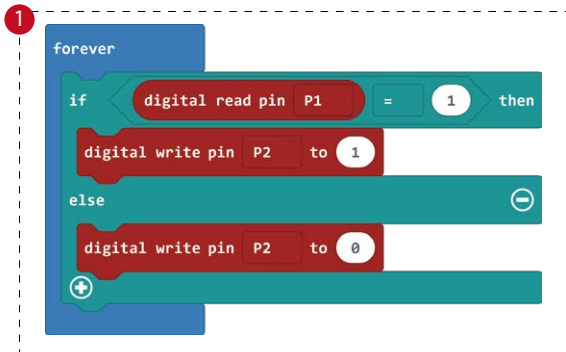 1
forever
if digital read pin P1 = 1 then
digital write pin P2 to 1
else
digital write pin P2 to 0